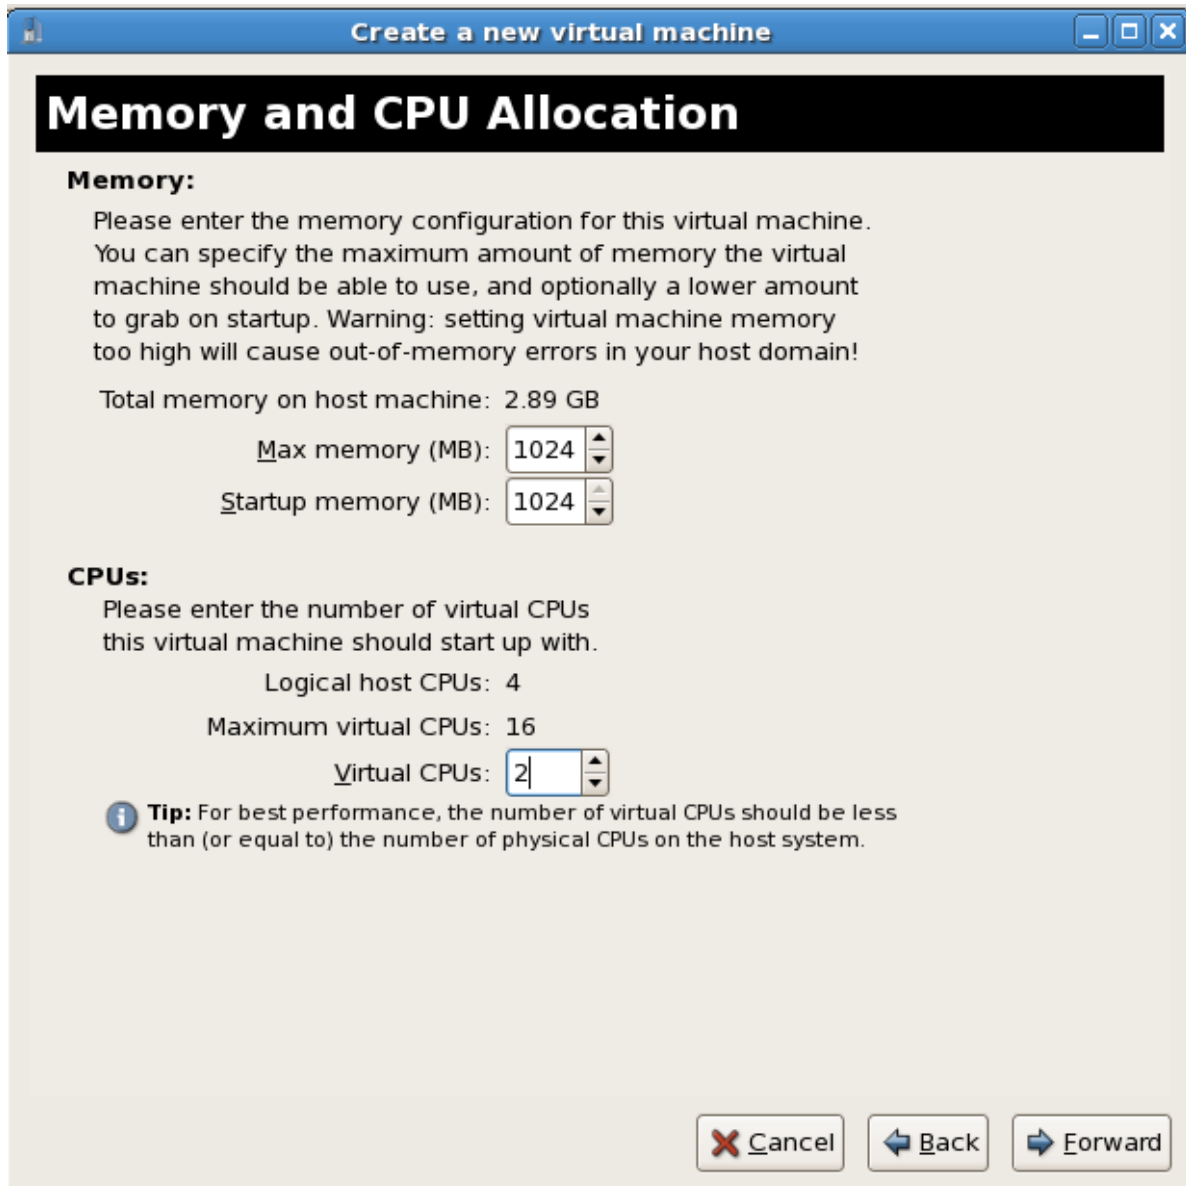 Create a new virtual machine
Memory and CPU Allocation
Memory:
Please enter the memory configuration for this virtual machine.
You can specify the maximum amount of memory the virtual
machine should be able to use, and optionally a lower amount
to grab on startup. Warning: setting virtual machine memory
too high will cause out-of-memory errors in your host domain!
Total memory on host machine: 2.89 GB
Max memory (MB): 1024
Startup memory (MB): 1024
CPUs:
Please enter the number of virtual CPUs
this virtual machine should start up with.
Logical host CPUs: 4
Maximum virtual CPUs: 16
Virtual CPUs: 2
Tip: For best performance, the number of virtual CPUs should be less
than (or equal to) the number of physical CPUs on the host system.
Cancel Back Forward